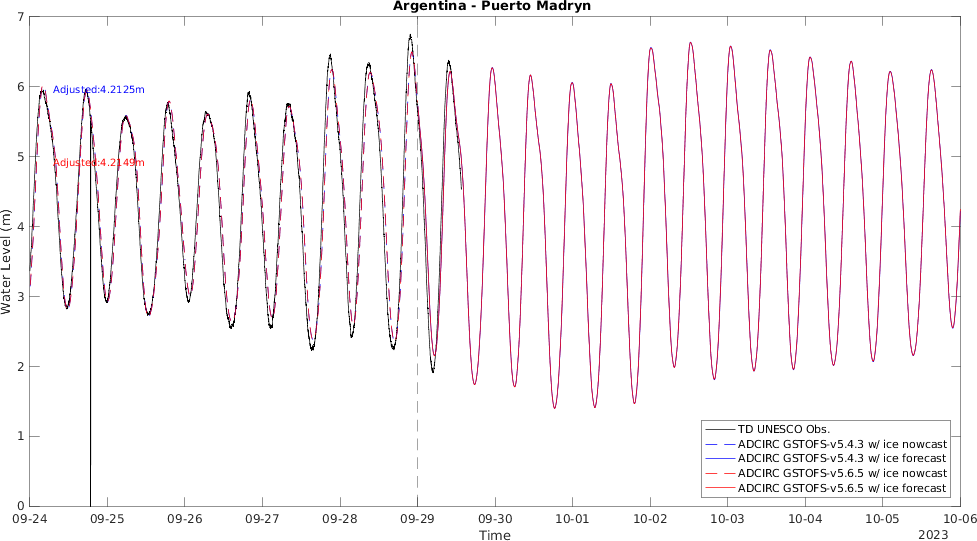 Argentina - Puerto Madryn
7
6
5
4
3
2
1
0
Water Level (m)
Adjusted:4.2125m
Adjusted:4.2149m
TD UNESCO Obs.
ADCIRC GSTOFS-v5.4.3 w/ ice nowcast
ADCIRC GSTOFS-v5.4.3 w/ ice forecast
ADCIRC GSTOFS-v5.6.5 w/ ice nowcast
ADCIRC GSTOFS-v5.6.5 w/ ice forecast
09-24 09-25 09-26 09-27 09-28 09-29 09-30 10-01 10-02 10-03 10-04 10-05 10-06
Time
2023